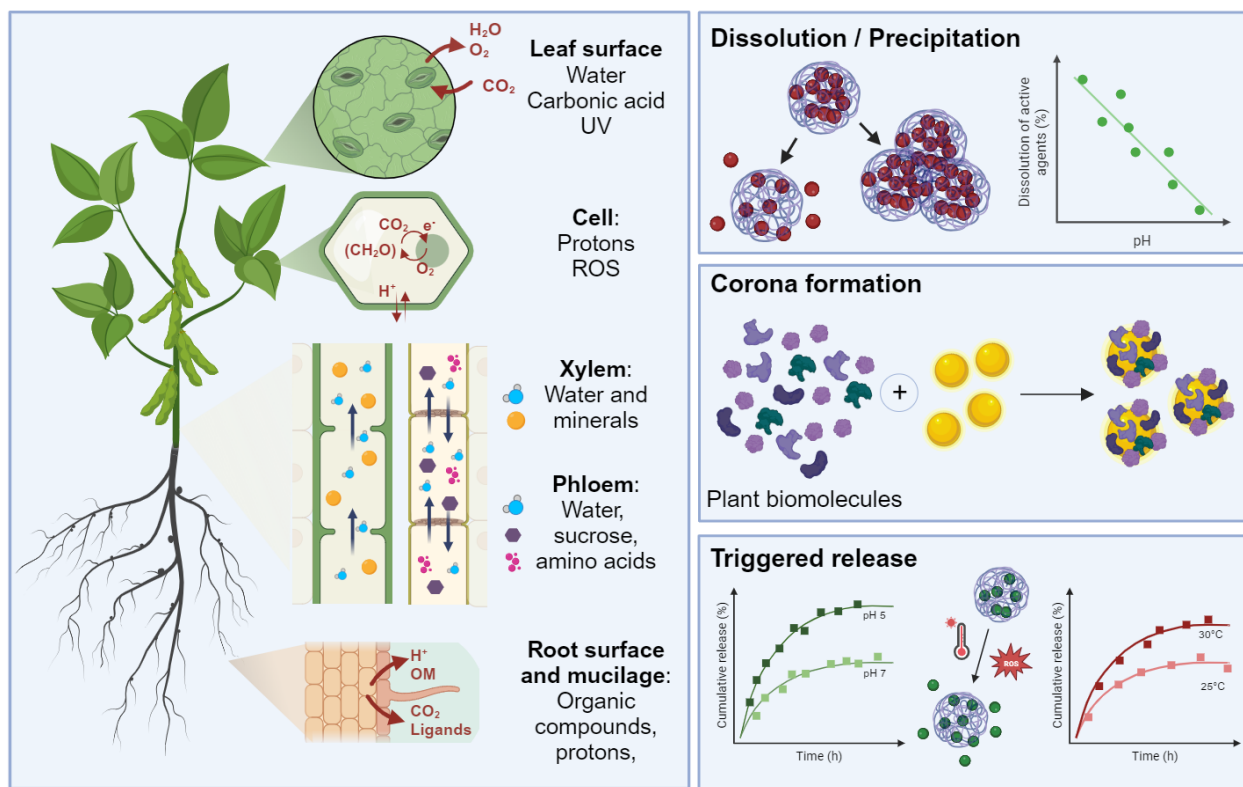 H2O
O2
CO2
Leaf surface
Water
Carbonic acid
UV
CO2 e-
(CH2O)
O2
H+
Cell:
Protons
ROS
Xylem:
Water and
minerals
Phloem:
Water,
sucrose,
amino acids
H+
OM
CO2
Ligands
Root surface
and mucilage:
Organic
compounds,
protons,
Dissolution / Precipitation
Dissolution of active
agents (%)
pH
Corona formation
+
Plant biomolecules
Triggered release
Cumulative release (%)
pH 5
pH 7
Time (h)
ROS
Cumulative release (%)
30°C
25°C
Time (h)